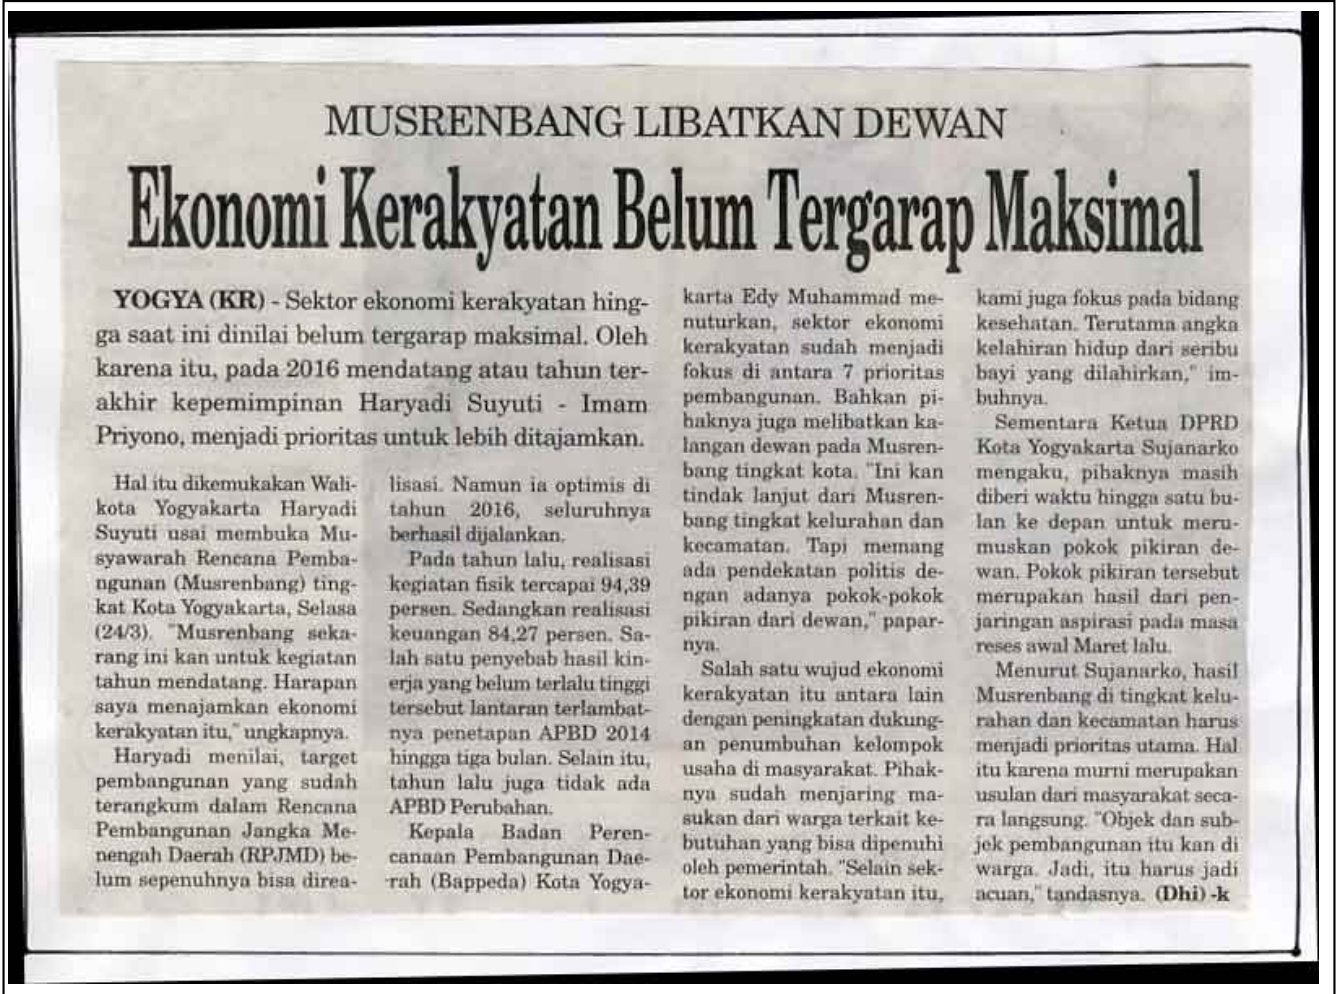 MUSRENBANG LIBATKAN DEWAN
Ekonomi Kerakyatan Belum Tergarap Maksimal
YOGYA (KR) - Sektor ekonomi kerakyatan hing-
ga saat ini dinilai belum tergarap maksimal. Oleh
karena itu, pada 2016 mendatang atau tahun ter-
akhir kepemimpinan Haryadi Suyuti - Imam
Priyono, menjadi prioritas untuk lebih ditajamkan.
Hal itu dikemukakan Wali-
kota Yogyakarta Haryadi
Suyuti usai membuka Mu-
syawarah Rencana Pemba-
ngunan (Musrenbang) ting-
kat Kota Yogyakarta, Selasa
(24/3). "Musrenbang seka-
rang ini kan untuk kegiatan
tahun mendatang. Harapan
saya menajamkan ekonomi
kerakyatan itu," ungkapnya.
Haryadi menilai, target
pembangunan yang sudah
terangkum dalam Rencana
Pembangunan Jangka Me-
nengah Daerah (RPJMD) be-
lum sepenuhnya bisa direa-
lisasi. Namun ia optimis di
tahun 2016, seluruhnya
berhasil dijalankan.
Pada tahun lalu, realisasi
kegiatan fisik tercapai 94,39
persen. Sedangkan realisasi
keuangan 84,27 persen. Sa-
lah satu penyebab hasil kin-
erja yang belum terlalu tinggi
tersebut lantaran terlambat-
nya penetapan APBD 2014
hingga tiga bulan. Selain itu,
tahun lalu juga tidak ada
APBD Perubahan.
Kepala Badan Peren-
canaan Pembangunan Dae-
rah (Bappeda) Kota Yogya-
karta Edy Muhammad me-
nuturkan, sektor ekonomi
kerakyatan sudah menjadi
fokus di antara 7 prioritas
pembangunan. Bahkan pi-
haknya juga melibatkan ka-
langan dewan pada Musren-
bang tingkat kota. "Ini kan
tindak lanjut dari Musren-
bang tingkat kelurahan dan
kecamatan. Tapi memang
ada pendekatan politis de-
ngan adanya pokok-pokok
pikiran dari dewan," papar-
nya.
Salah satu wujud ekonomi
kerakyatan itu antara lain
dengan peningkatan dukung-
an penumbuhan kelompok
usaha di masyarakat. Pihak-
nya sudah menjaring ma-
sukan dari warga terkait ke-
butuhan yang bisa dipenuhi
oleh pemerintah. "Selain sek-
tor ekonomi kerakyatan itu,
kami juga fokus pada bidang
kesehatan. Terutama angka
kelahiran hidup dari seribu
bayi yang dilahirkan," im-
buhnya.
Sementara Ketua DPRD
Kota Yogyakarta Sujanarko
mengaku, pihaknya masih
diberi waktu hingga satu bu-
lan ke depan untuk meru-
muskan pokok pikiran de-
wan. Pokok pikiran tersebut
merupakan hasil dari pen-
jaringan aspirasi pada masa
reses awal Maret lalu.
Menurut Sujanarko, hasil
Musrenbang di tingkat kelu-
rahan dan kecamatan harus
menjadi prioritas utama. Hal
itu karena murni merupakan
usulan dari masyarakat seca-
ra langsung. "Objek dan sub-
jek pembangunan itu kan di
warga. Jadi, itu harus jadi
acuan," tandasnya. (Dhi) -k